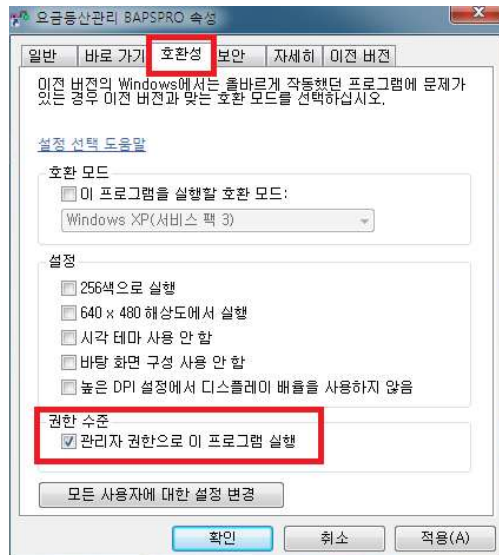 요금등산관리 BAPSPRO 속성
일반 바로 가기 호환성 보안 자세히 이전 버전
이전 버전의 Windows에서는 올바르게 작동했던 프로그램에 문제가
있는 경우 이전 버전과 맞는 호환 모드를 선택하십시오.
설정 선택 도움말
호환 모드
이 프로그램을 실행할 호환 모드:
Windows XP(서비스 팩 3)
설정
256색으로 실행
640 x 480 해상도에서 실행
시각 테마 사용 안 함
바탕 화면 구성 사용 안 함
높은 DPI 설정에서 디스플레이 배율을 사용하지 않음
권한 수준
관리자 권한으로 이 프로그램 실행
모든 사용자에 대한 설정 변경
확인 취소 적용(A)